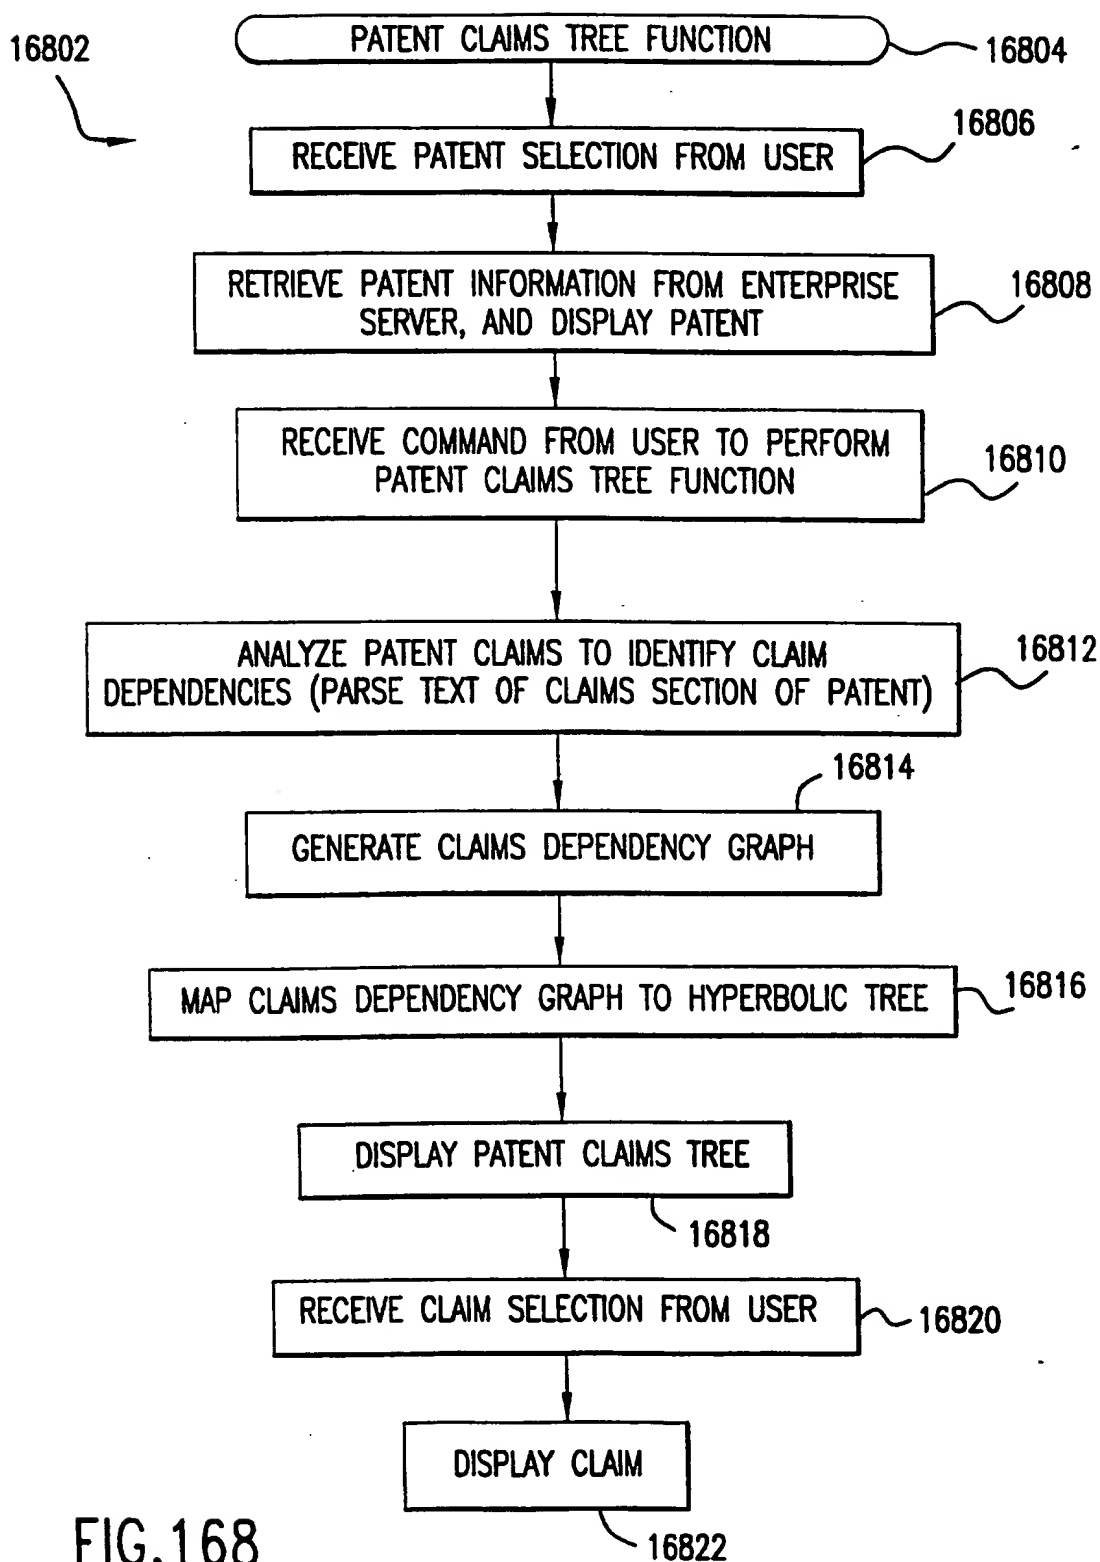 16802
PATENT CLAIMS TREE FUNCTION
16804
16806
RECEIVE PATENT SELECTION FROM USER
RETRIEVE PATENT INFORMATION FROM ENTERPRISE
SERVER, AND DISPLAY PATENT
16808
RECEIVE COMMAND FROM USER TO PERFORM
PATENT CLAIMS TREE FUNCTION
16810
ANALYZE PATENT CLAIMS TO IDENTIFY CLAIM
DEPENDENCIES (PARSE TEXT OF CLAIMS SECTION OF PATENT)
16812
16814
GENERATE CLAIMS DEPENDENCY GRAPH
MAP CLAIMS DEPENDENCY GRAPH TO HYPERBOLIC TREE
16816
DISPLAY PATENT CLAIMS TREE
16818
RECEIVE CLAIM SELECTION FROM USER
16820
DISPLAY CLAIM
16822
FIG.168